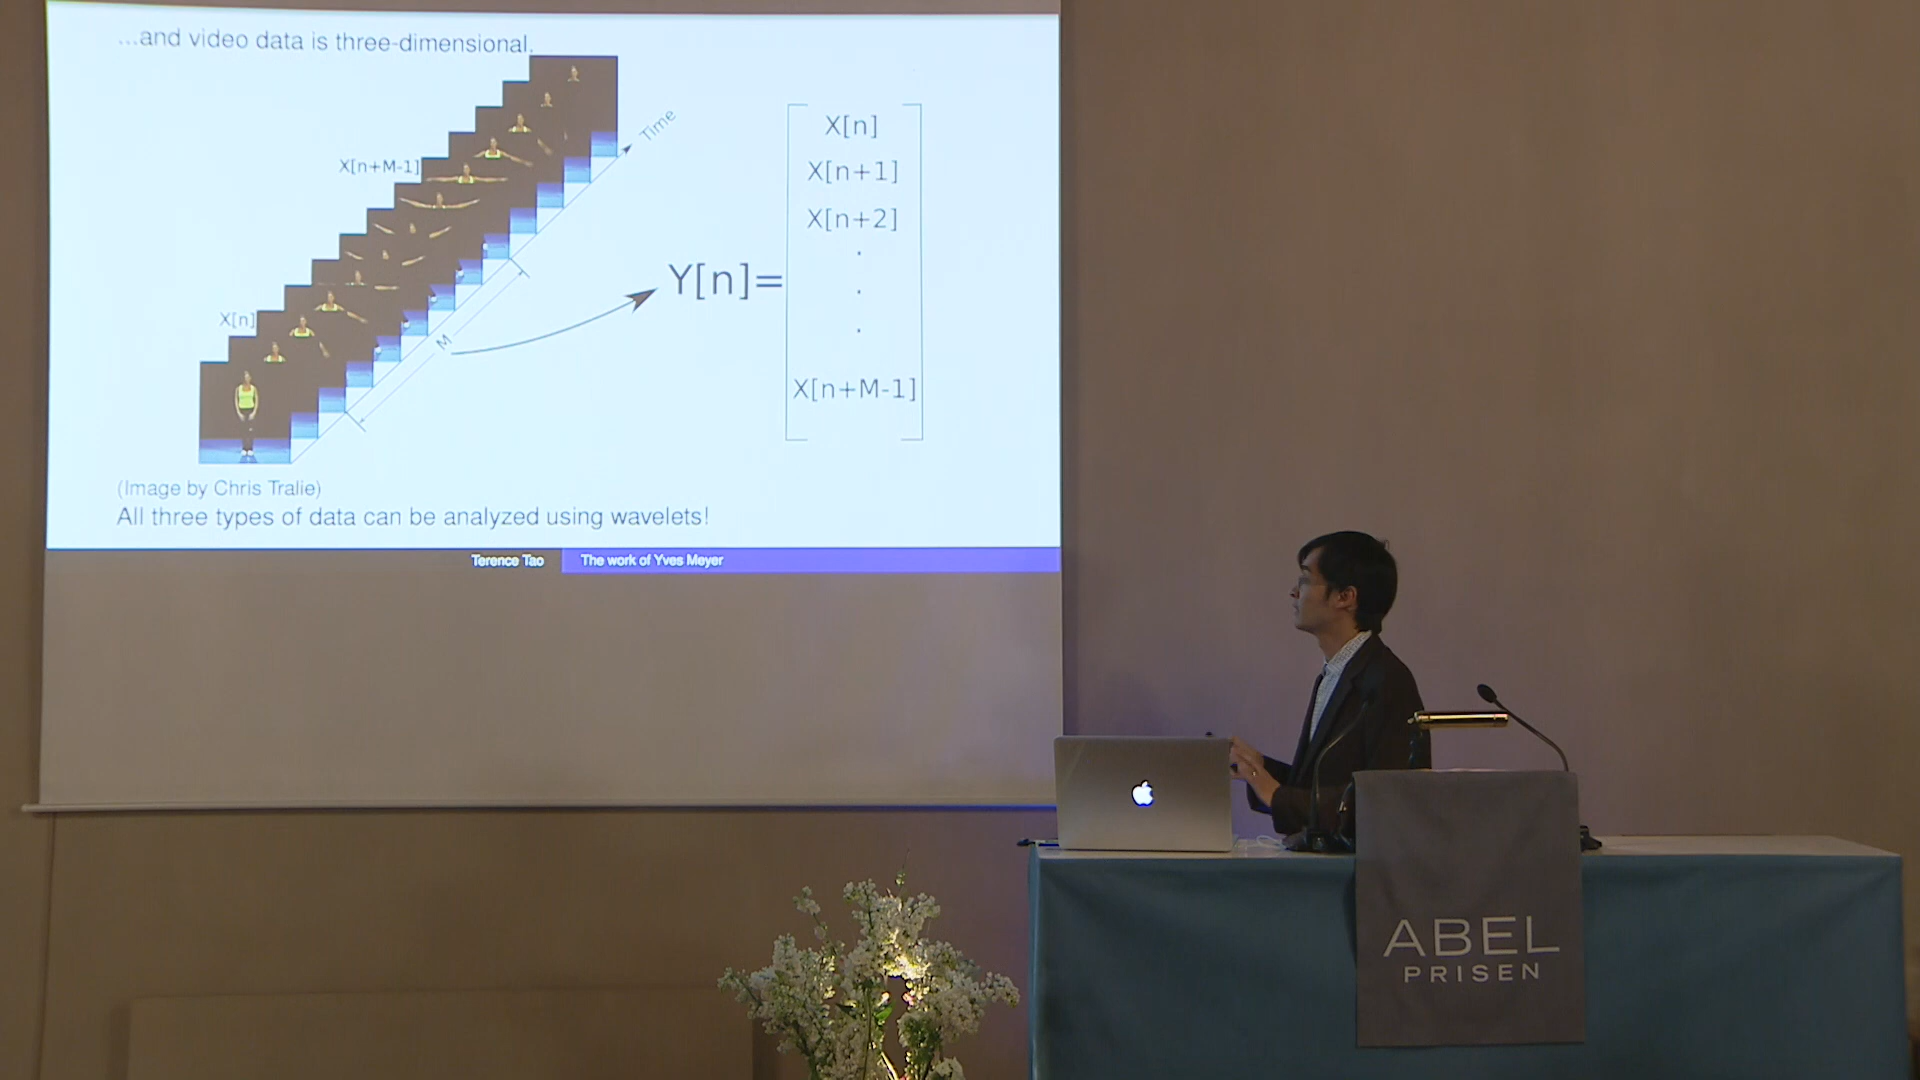 ...and video data is three-dimensional.
Time
X[n+M-1]
X[n]
M
Y[n]=
X[n]
X[n+1]
X[n+2]
.
.
.
X[n+M-1]
(Image by Chris Tralie)
All three types of data can be analyzed using wavelets!
Terence Tao
The work of Yves Meyer
ABEL
PRISEN